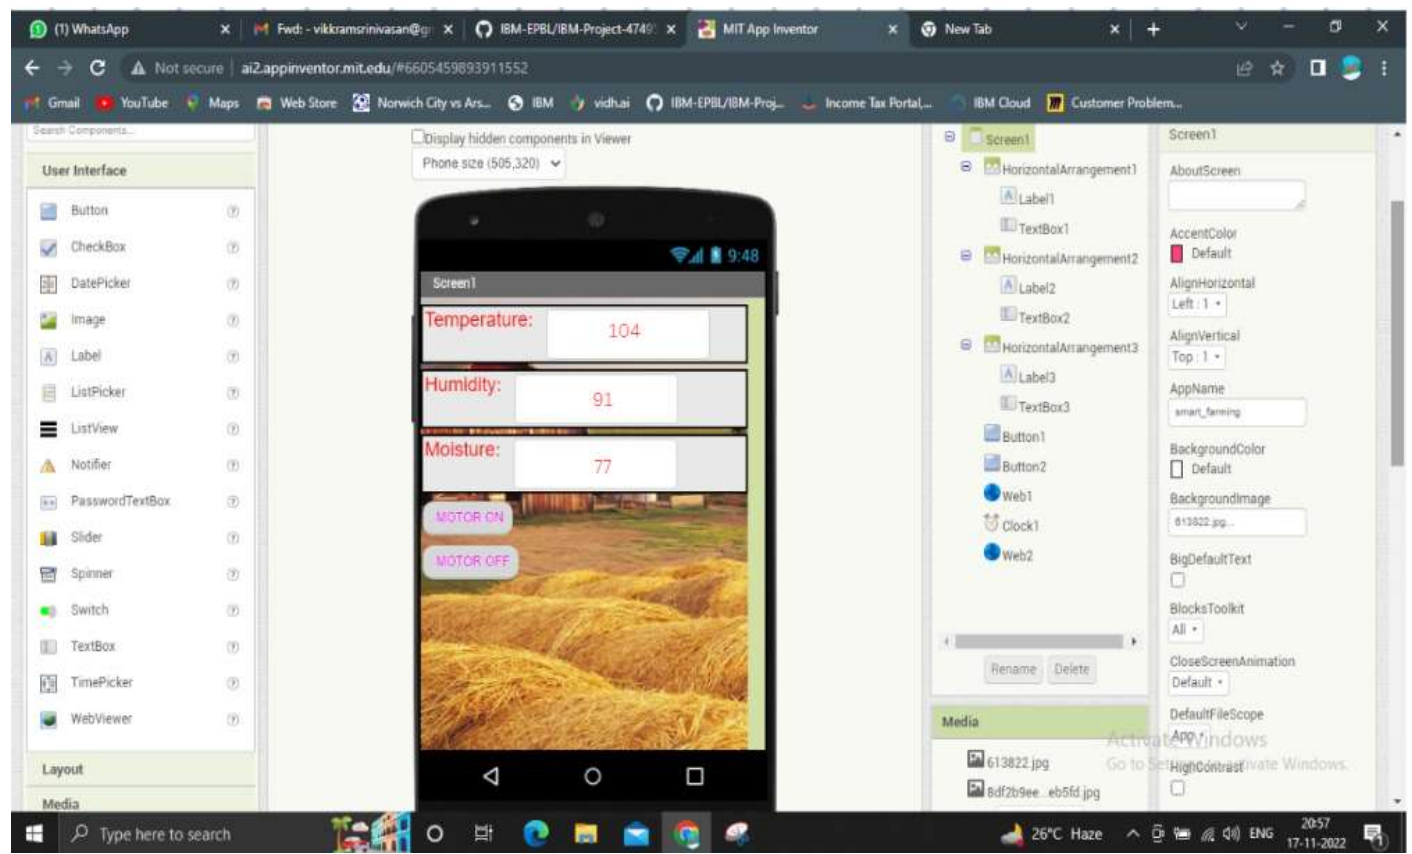 (1) WhatsApp
Fwd: - vikkramsrinivasan@g
IBM-EPBL/IBM-Project-4749
MIT App Inventor
New Tab
Not secure
ai2.appinventor.mit.edu/#6605459893911552
Gmail
YouTube
Maps
Web Store
Norwich City vs Ars...
IBM
vidhai
IBM-EPBL/IBM-Proj...
Income Tax Portal,...
IBM Cloud
Customer Problem...
Search Components...
User Interface
Button
CheckBox
DatePicker
Image
Label
ListPicker
ListView
Notifier
PasswordTextBox
Slider
Spinner
Switch
TextBox
TimePicker
WebViewer
Layout
Media
Display hidden components in Viewer
Phone size (505,320)
9:48
Screen1
Temperature:
104
Humidity:
91
Moisture:
77
MOTOR ON
MOTOR OFF
Screen1
HorizontalArrangement1
Label1
TextBox1
HorizontalArrangement2
Label2
TextBox2
HorizontalArrangement3
Label3
TextBox3
Button1
Button2
Web1
Clock1
Web2
Rename
Delete
Media
613822.jpg
8df2b9ee...eb5fd.jpg
Screen1
AboutScreen
AccentColor
Default
AlignHorizontal
Left : 1
AlignVertical
Top : 1
AppName
smart_farming
BackgroundColor
Default
BackgroundImage
613822.jpg...
BigDefaultText
BlocksToolkit
All
CloseScreenAnimation
Default
DefaultFileScope
App
HighContrast
Activate Windows
Go to Settings to activate Windows.
Type here to search
26°C Haze
ENG
20:57
17-11-2022